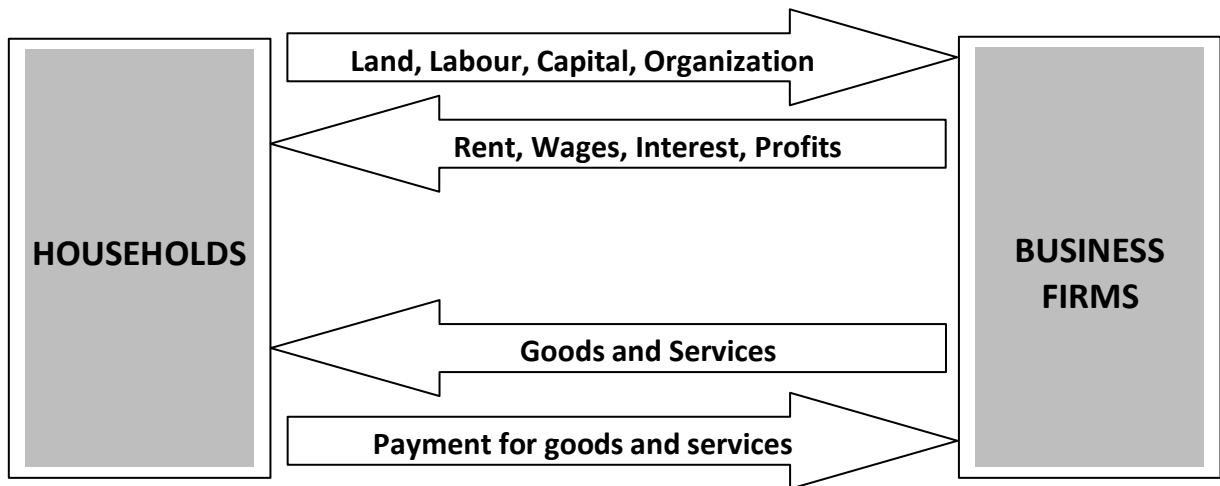 Land, Labour, Capital, Organization
Rent, Wages, Interest, Profits
HOUSEHOLDS
BUSINESS
FIRMS
Goods and Services
Payment for goods and services